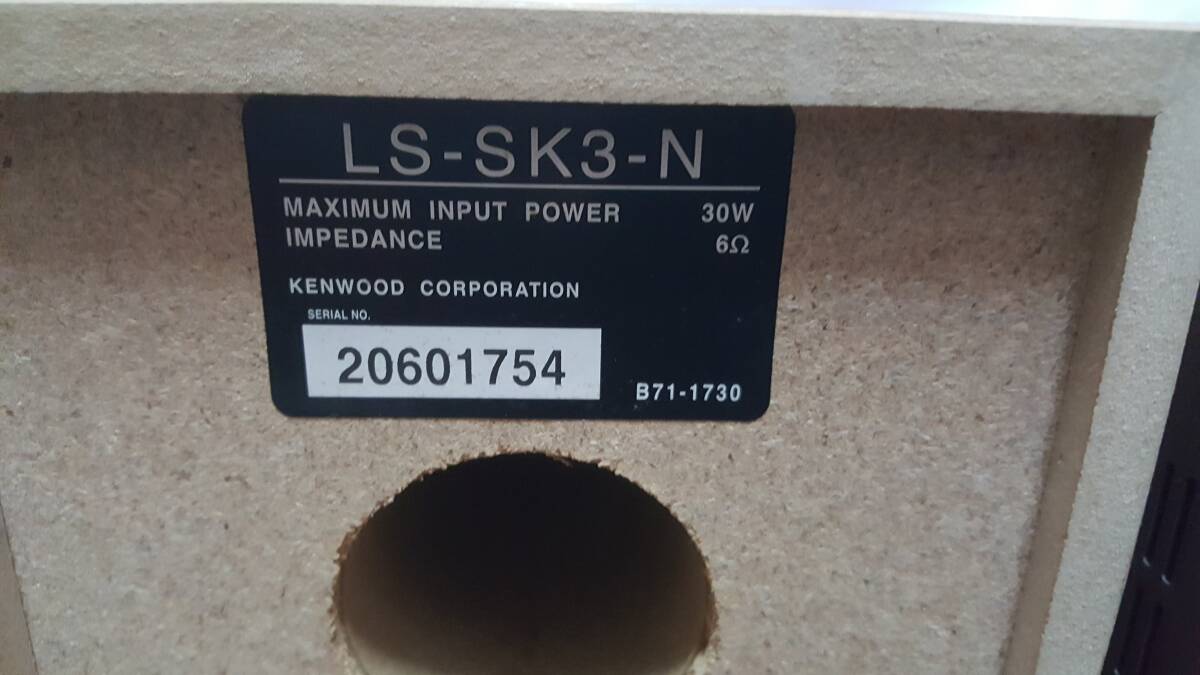 LS-SK3-N
MAXIMUM INPUT POWER 30W
IMPEDANCE 6Ω
KENWOOD CORPORATION
SERIAL NO.
20601754
B71-1730